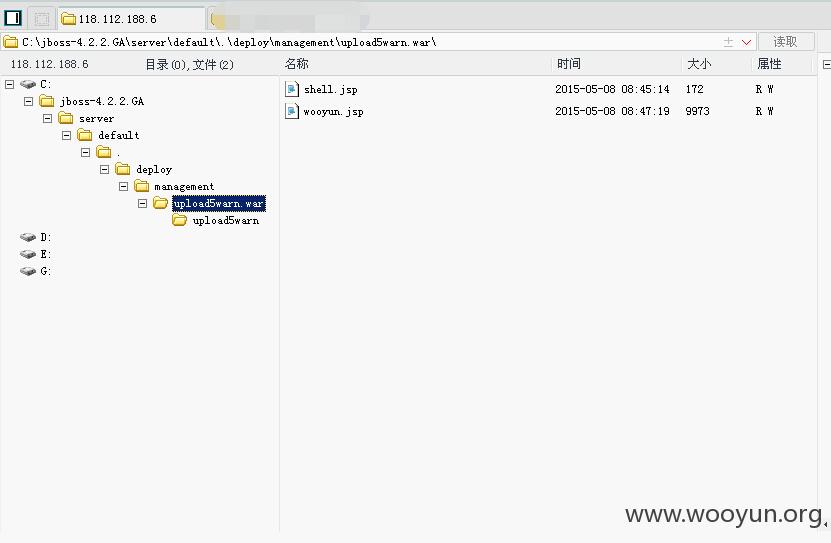 118.112.188.6
C:\jboss-4.2.2.GA\server\default\.\deploy\management\upload5warn.war\ 读取
118.112.188.6 目录(0),文件(2) 名称 时间 大小 属性
C:
jboss-4.2.2.GA
server
default
.
deploy
management
upload5warn.war
upload5warn
D:
E:
G:
shell.jsp 2015-05-08 08:45:14 172 R W
wooyun.jsp 2015-05-08 08:47:19 9973 R W
www.wooyun.org